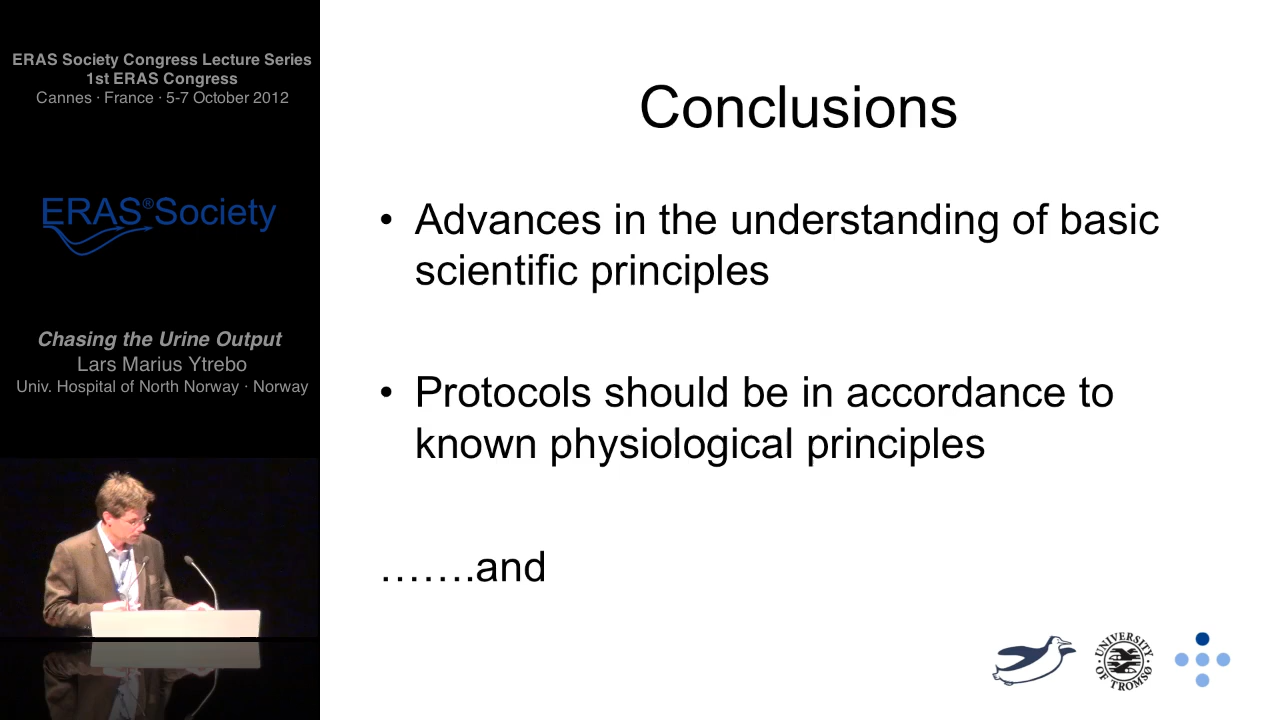 ERAS Society Congress Lecture Series
1st ERAS Congress
Cannes · France · 5-7 October 2012
ERAS®Society
Chasing the Urine Output
Lars Marius Ytrebo
Univ. Hospital of North Norway · Norway
Conclusions
• Advances in the understanding of basic
scientific principles
• Protocols should be in accordance to
known physiological principles
…….and
UNIVERSITY
OF TROMSØ